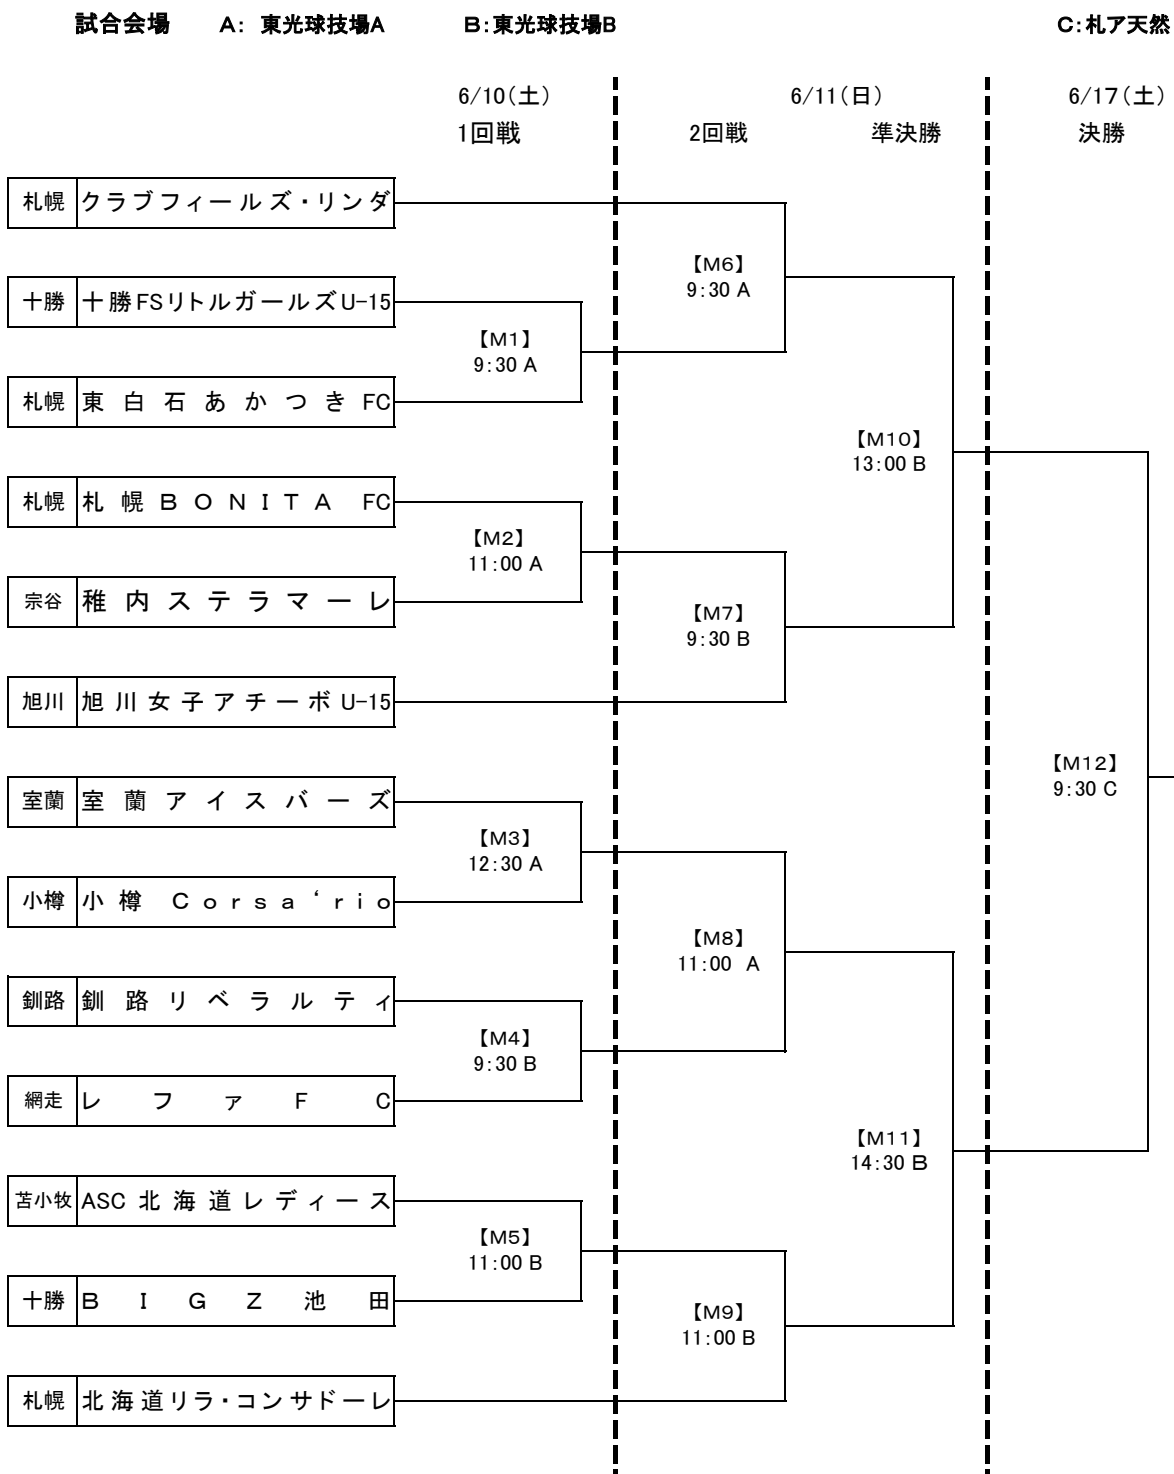 試合会場 A: 東光球技場A B:東光球技場B C:札ア天然
6/10(土) 6/11(日) 6/17(土)
1回戦 2回戦 準決勝 決勝
札幌 クラブフィールズ・リンダ
【M6】
9:30 A
十勝 十勝FSリトルガールズU-15
【M1】
9:30 A
札幌 東白石あかつきFC
【M10】
13:00 B
札幌 札幌BONITA FC
【M2】
11:00 A
宗谷 稚内ステラマーレ
【M7】
9:30 B
旭川 旭川女子アチーボU-15
【M12】
9:30 C
室蘭 室蘭アイスバーズ
【M3】
12:30 A
小樽 小樽 Corsa‘rio
【M8】
11:00 A
釧路 釧路リベラルティ
【M4】
9:30 B
網走 レファFC
【M11】
14:30 B
苫小牧 ASC北海道レディース
【M5】
11:00 B
十勝 BIGZ池田
【M9】
11:00 B
札幌 北海道リラ・コンサドーレ